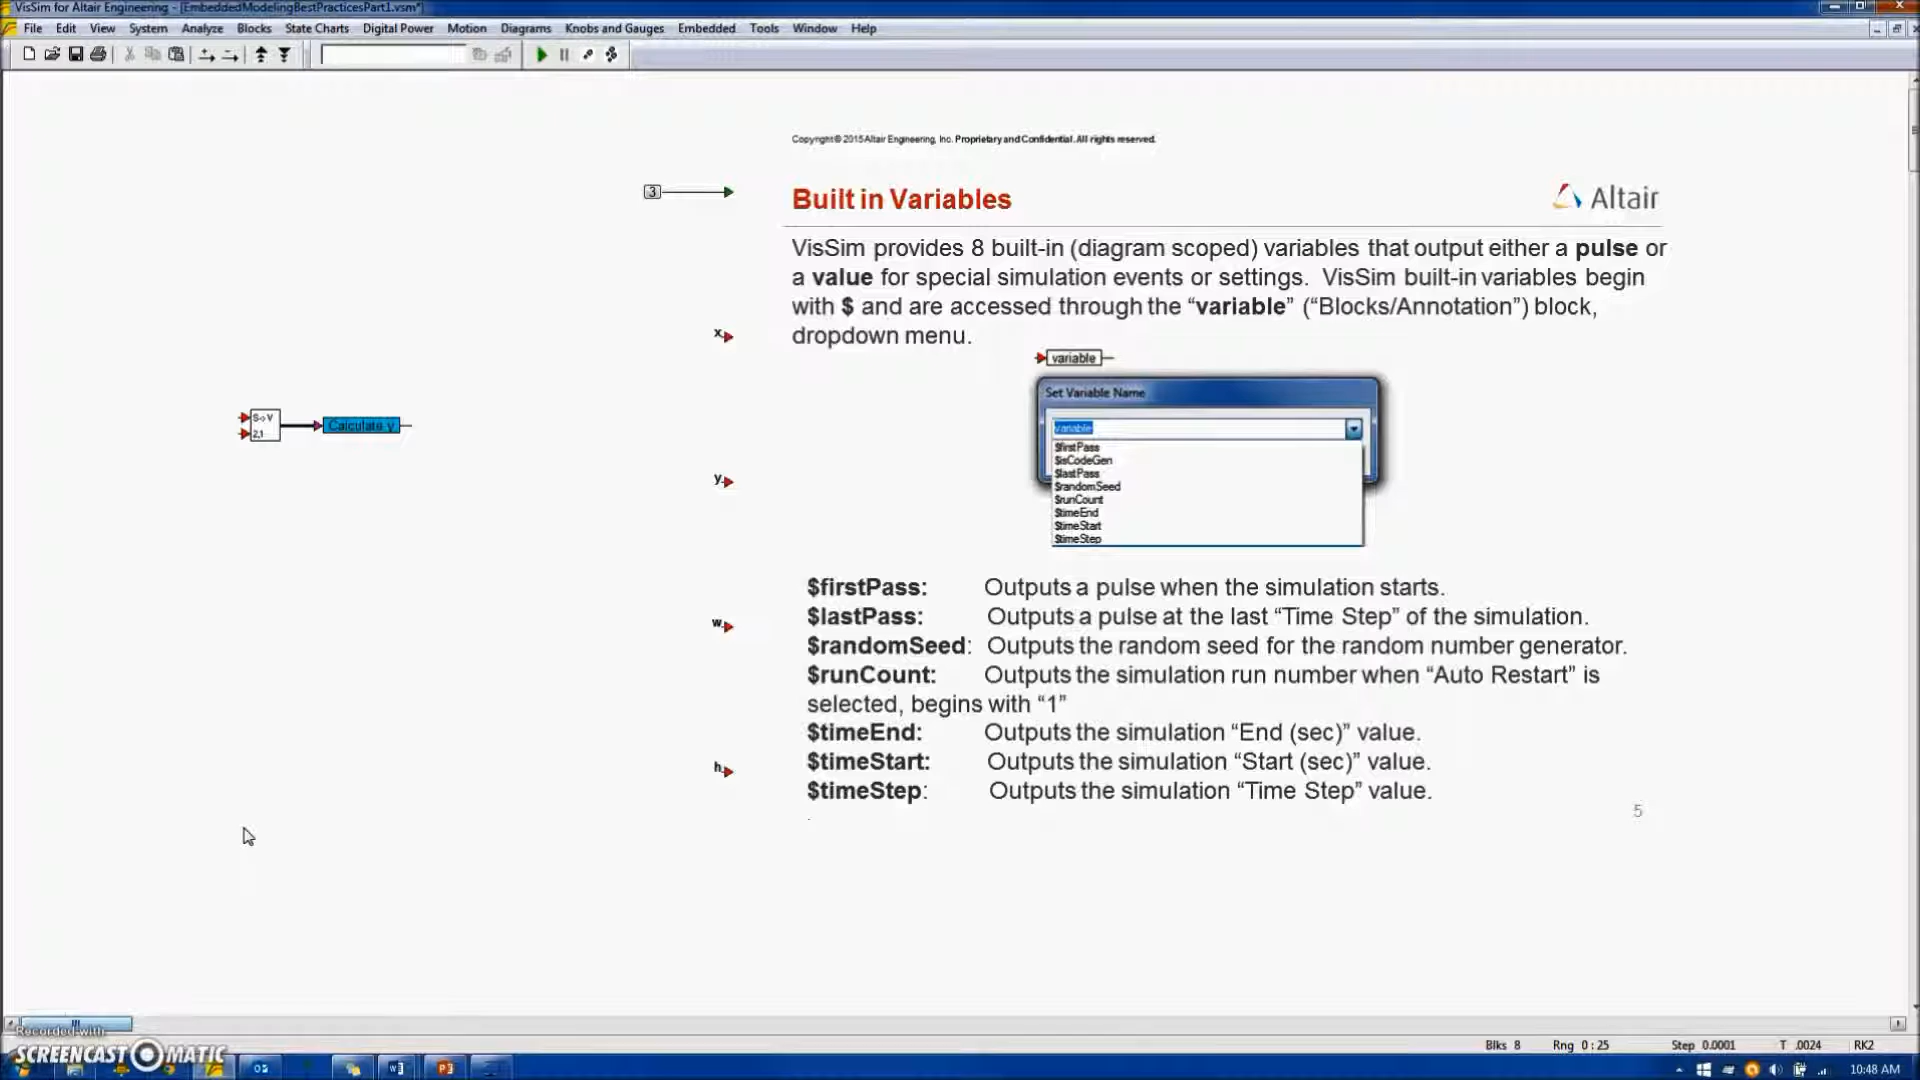 VisSim for Altair Engineering - [EmbeddedModelingBestPracticesPart1.vsm*]
File Edit View System Analyze Blocks State Charts Digital Power Motion Diagrams Knobs and Gauges Embedded Tools Window Help
Copyright © 2015 Altair Engineering, Inc. Proprietary and Confidential. All rights reserved.
3
Built in Variables
Altair
VisSim provides 8 built-in (diagram scoped) variables that output either a pulse or
a value for special simulation events or settings. VisSim built-in variables begin
with $ and are accessed through the “variable” (“Blocks/Annotation”) block,
dropdown menu.
x
variable
Set Variable Name
variable
$firstPass
$isCodeGen
$lastPass
$randomSeed
$runCount
$timeEnd
$timeStart
$timeStep
S->V
2,1
Calculate y
y
w
h
$firstPass: Outputs a pulse when the simulation starts.
$lastPass: Outputs a pulse at the last “Time Step” of the simulation.
$randomSeed: Outputs the random seed for the random number generator.
$runCount: Outputs the simulation run number when “Auto Restart” is
selected, begins with “1”
$timeEnd: Outputs the simulation “End (sec)” value.
$timeStart: Outputs the simulation “Start (sec)” value.
$timeStep: Outputs the simulation “Time Step” value.
.
5
Recorded with
SCREENCAST MATIC
Blks 8 Rng 0:25 Step 0.0001 T .0024 RK2
10:48 AM